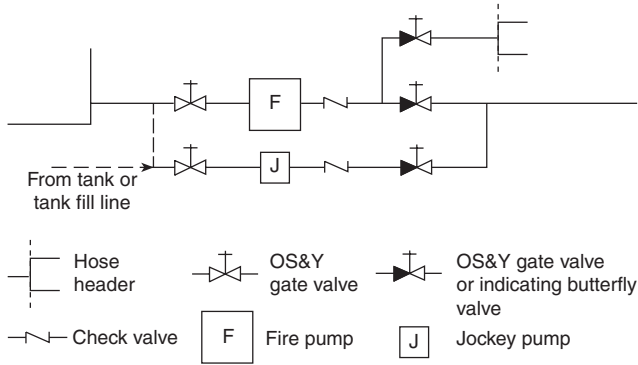 F
J
From tank or
tank fill line
Hose
header
OS&Y
gate valve
OS&Y gate valve
or indicating butterfly
valve
Check valve
F
Fire pump
J
Jockey pump